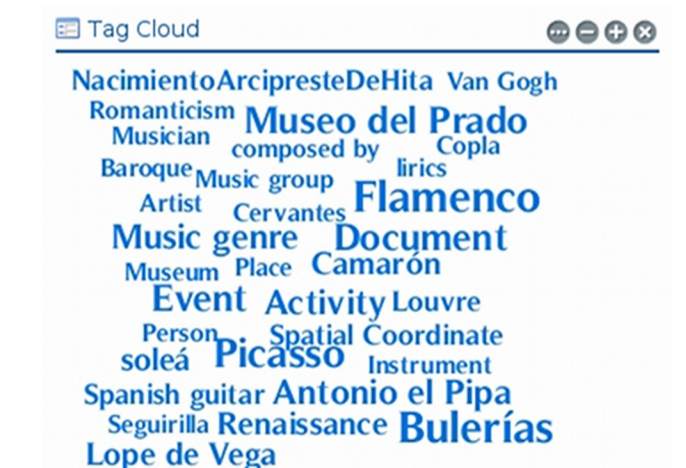 Tag Cloud
NacimientoArcipresteDeHita Van Gogh
Romanticism Museo del Prado
Musician composed by Copla
Baroque Music group lirics
Artist Cervantes Flamenco
Music genre Document
Museum Place Camarón
Event Activity Louvre
Person Spatial Coordinate
soleá Picasso Instrument
Spanish guitar Antonio el Pipa
Seguirilla Renaissance Bulerías
Lope de Vega